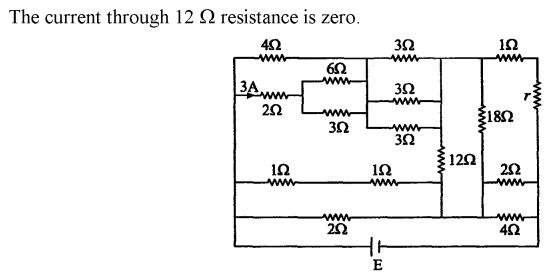 The current through 12 Ω resistance is zero.
4Ω 3Ω 1Ω
6Ω
3A 3Ω r
2Ω 18Ω
3Ω 3Ω
12Ω
1Ω 1Ω 2Ω
2Ω 4Ω
E